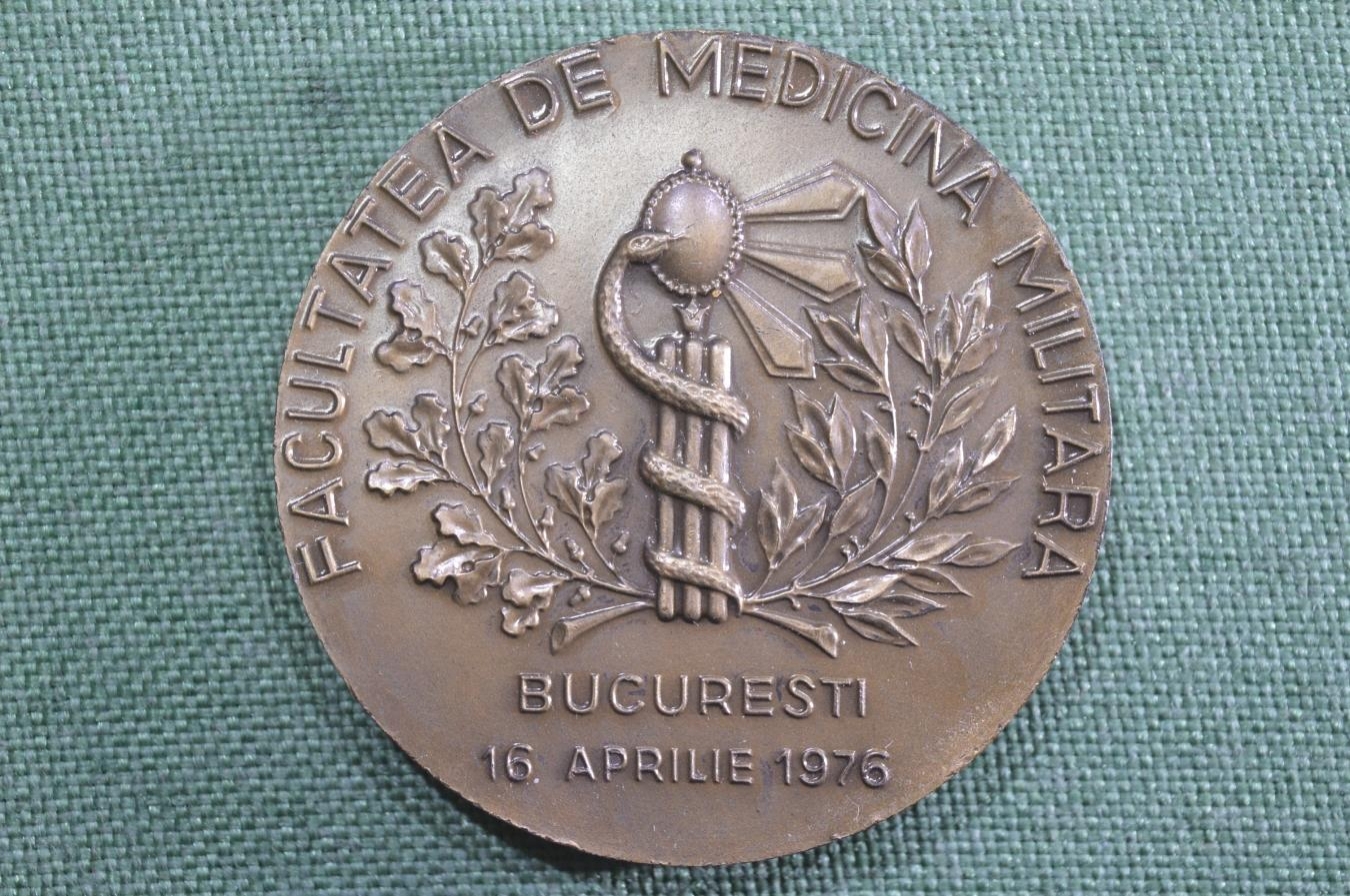 FACULTATEA DE MEDICINA MILITARA
BUCURESTI
16 APRILIE 1976